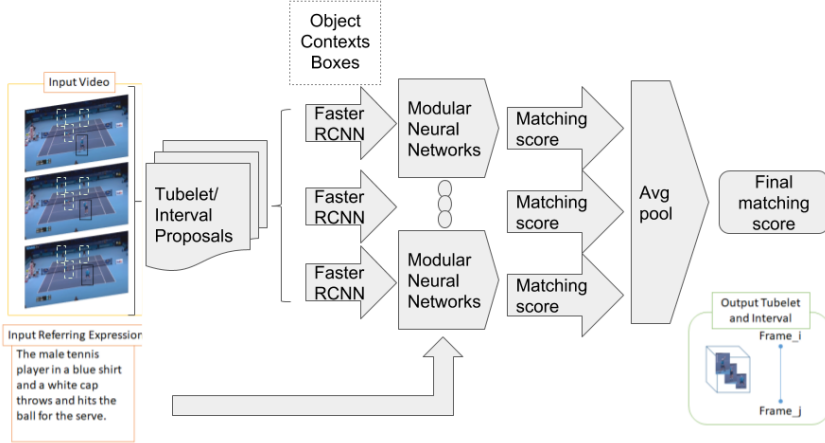 Object
Contexts
Boxes
Input Video
Tubelet/
Interval
Proposals
Faster
RCNN
Faster
RCNN
Faster
RCNN
Modular
Neural
Networks
Modular
Neural
Networks
Matching
score
Matching
score
Matching
score
Avg
pool
Final
matching
score
Output Tubelet
and Interval
Frame_i
Frame_j
Input Referring Expression
The male tennis
player in a blue shirt
and a white cap
throws and hits the
ball for the serve.